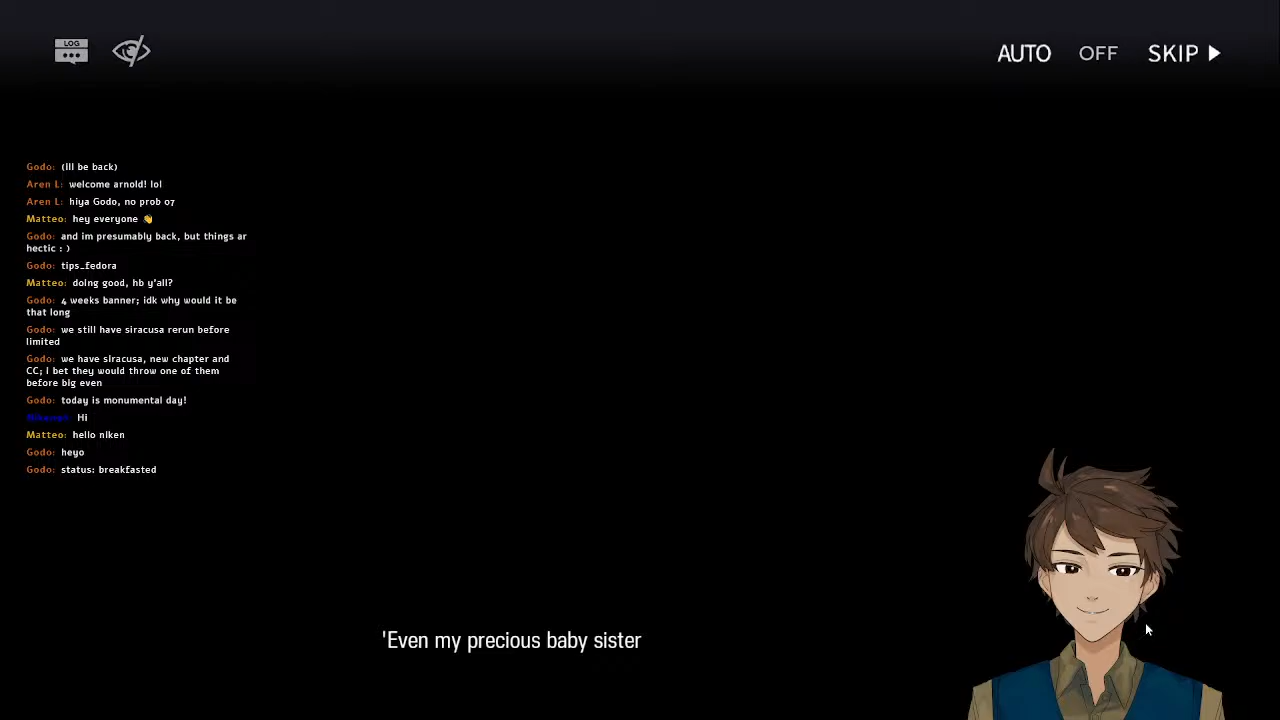 LOG
AUTO
OFF
SKIP
Godo: (ill be back)
Aren L: welcome arnold! lol
Aren L: hiya Godo, no prob o7
Matteo: hey everyone 👋
Godo: and im presumably back, but things ar
hectic : )
Godo: tips_fedora
Matteo: doing good, hb y'all?
Godo: 4 weeks banner; idk why would it be
that long
Godo: we still have siracusa rerun before
limited
Godo: we have siracusa, new chapter and
CC; I bet they would throw one of them
before big even
Godo: today is monumental day!
Hi
Matteo: hello niken
Godo: heyo
Godo: status: breakfasted
'Even my precious baby sister